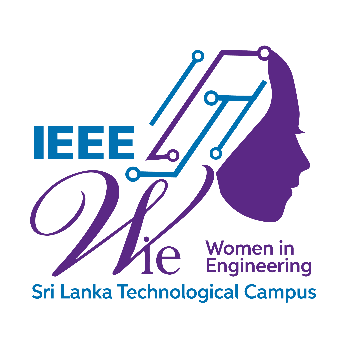 IEEE
Wie
Women in
Engineering
Sri Lanka Technological Campus